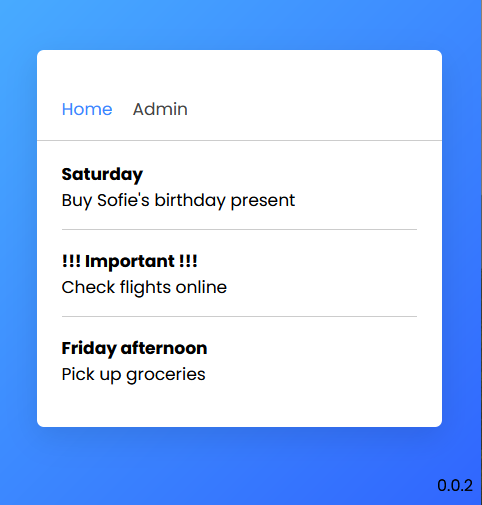 Home Admin
Saturday
Buy Sofie's birthday present
!!! Important !!!
Check flights online
Friday afternoon
Pick up groceries
0.0.2